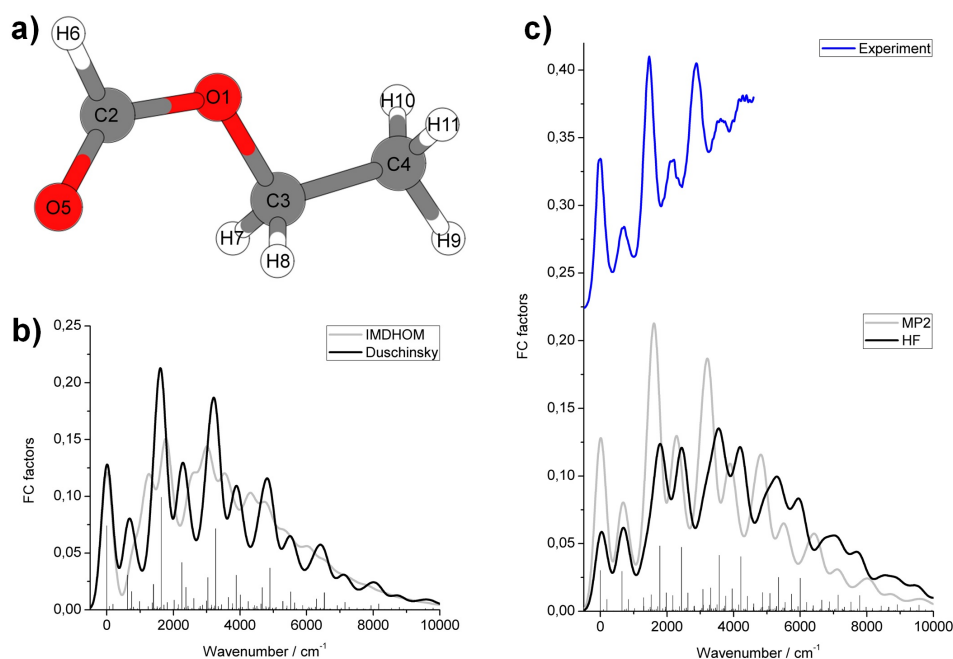 a)
H6
C2
O1
O5
H10
H11
C4
C3
H7
H8
H9
b)
0,25
0,20
0,15
0,10
0,05
0,00
FC factors
IMDHOM
Duschinsky
0 2000 4000 6000 8000 10000
Wavenumber / cm⁻¹
c)
Experiment
0,40
0,35
0,30
0,25
0,20
0,15
0,10
0,05
0,00
FC factors
MP2
HF
0 2000 4000 6000 8000 10000
Wavenumber / cm⁻¹